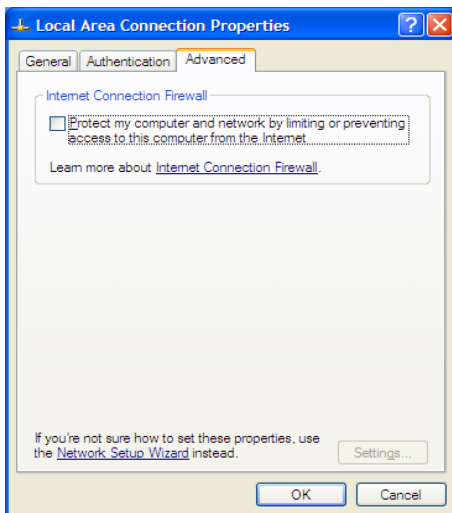 Local Area Connection Properties
General Authentication Advanced
Internet Connection Firewall
Protect my computer and network by limiting or preventing
access to this computer from the Internet
Learn more about Internet Connection Firewall.
If you're not sure how to set these properties, use
the Network Setup Wizard instead.
Settings...
OK Cancel